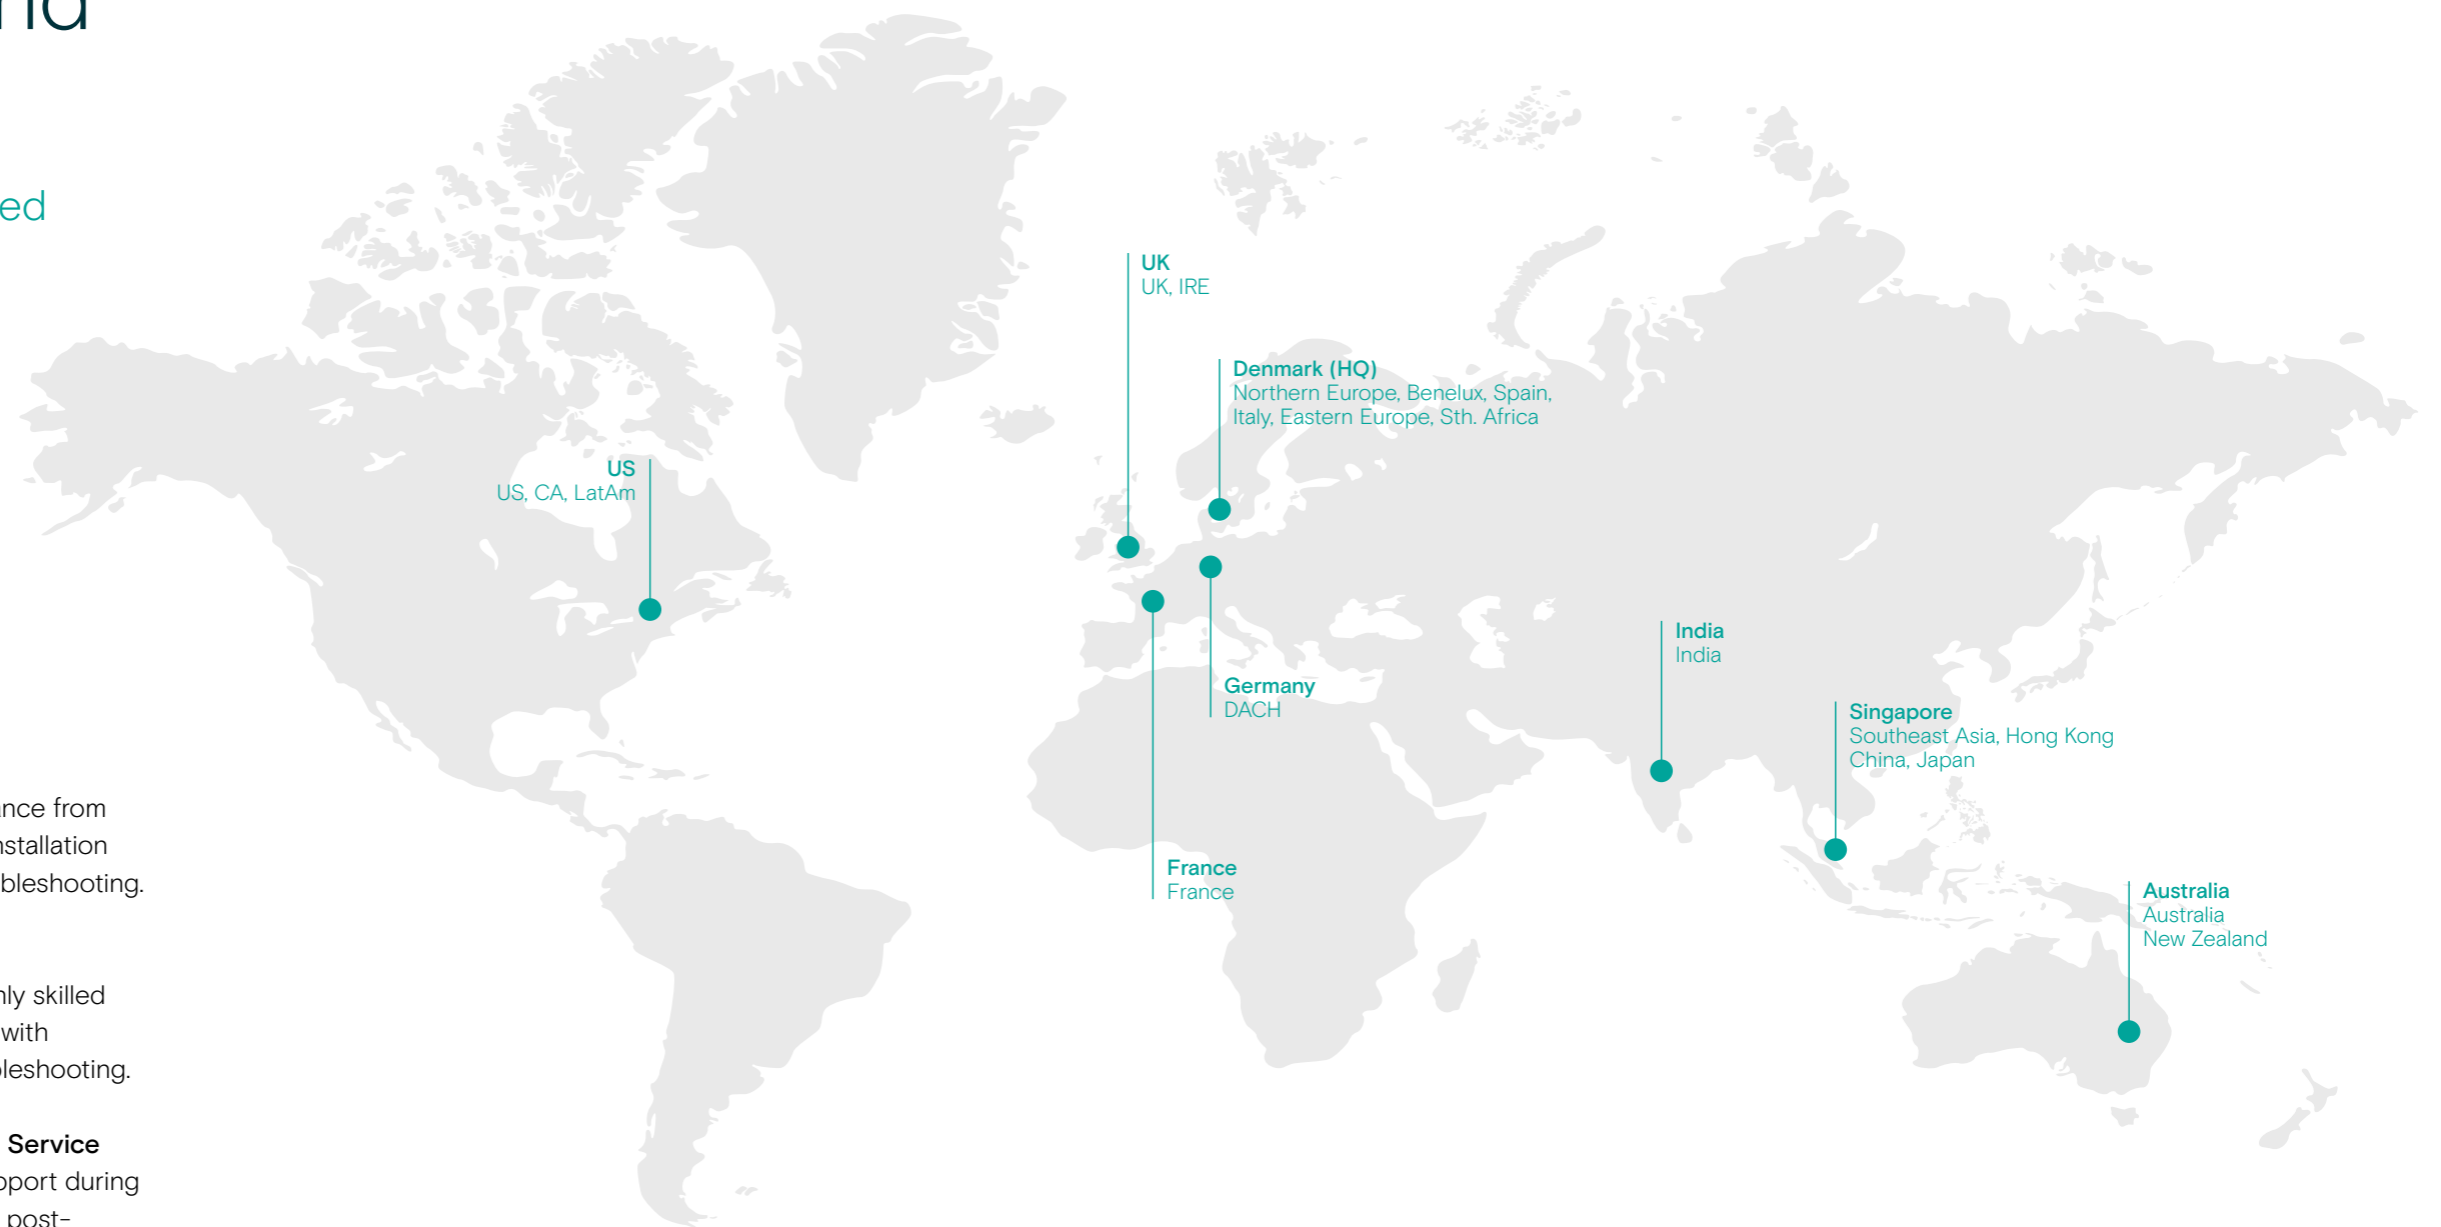 ed
ance from
nstallation
bleshooting.
nly skilled
with
bleshooting.
Service
pport during
post-
UK
UK, IRE
Denmark (HQ)
Northern Europe, Benelux, Spain,
Italy, Eastern Europe, Sth. Africa
US
US, CA, LatAm
Germany
DACH
France
France
India
India
Singapore
Southeast Asia, Hong Kong
China, Japan
Australia
Australia
New Zealand